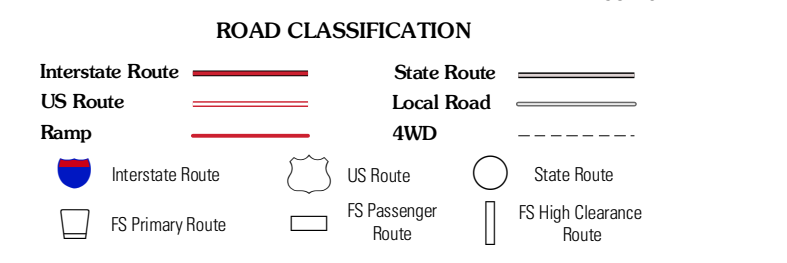 ROAD CLASSIFICATION
Interstate Route
State Route
US Route
Local Road
Ramp
4WD
Interstate Route
US Route
State Route
FS Primary Route
FS Passenger
Route
FS High Clearance
Route